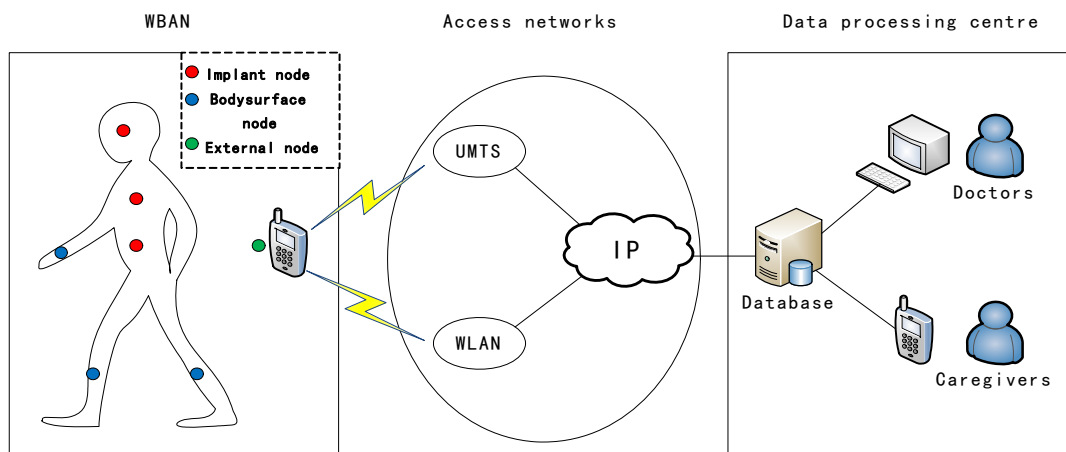 WBAN
Access networks
Data processing centre
Implant node
Bodysurface
node
External node
UMTS
WLAN
IP
Database
Doctors
Caregivers